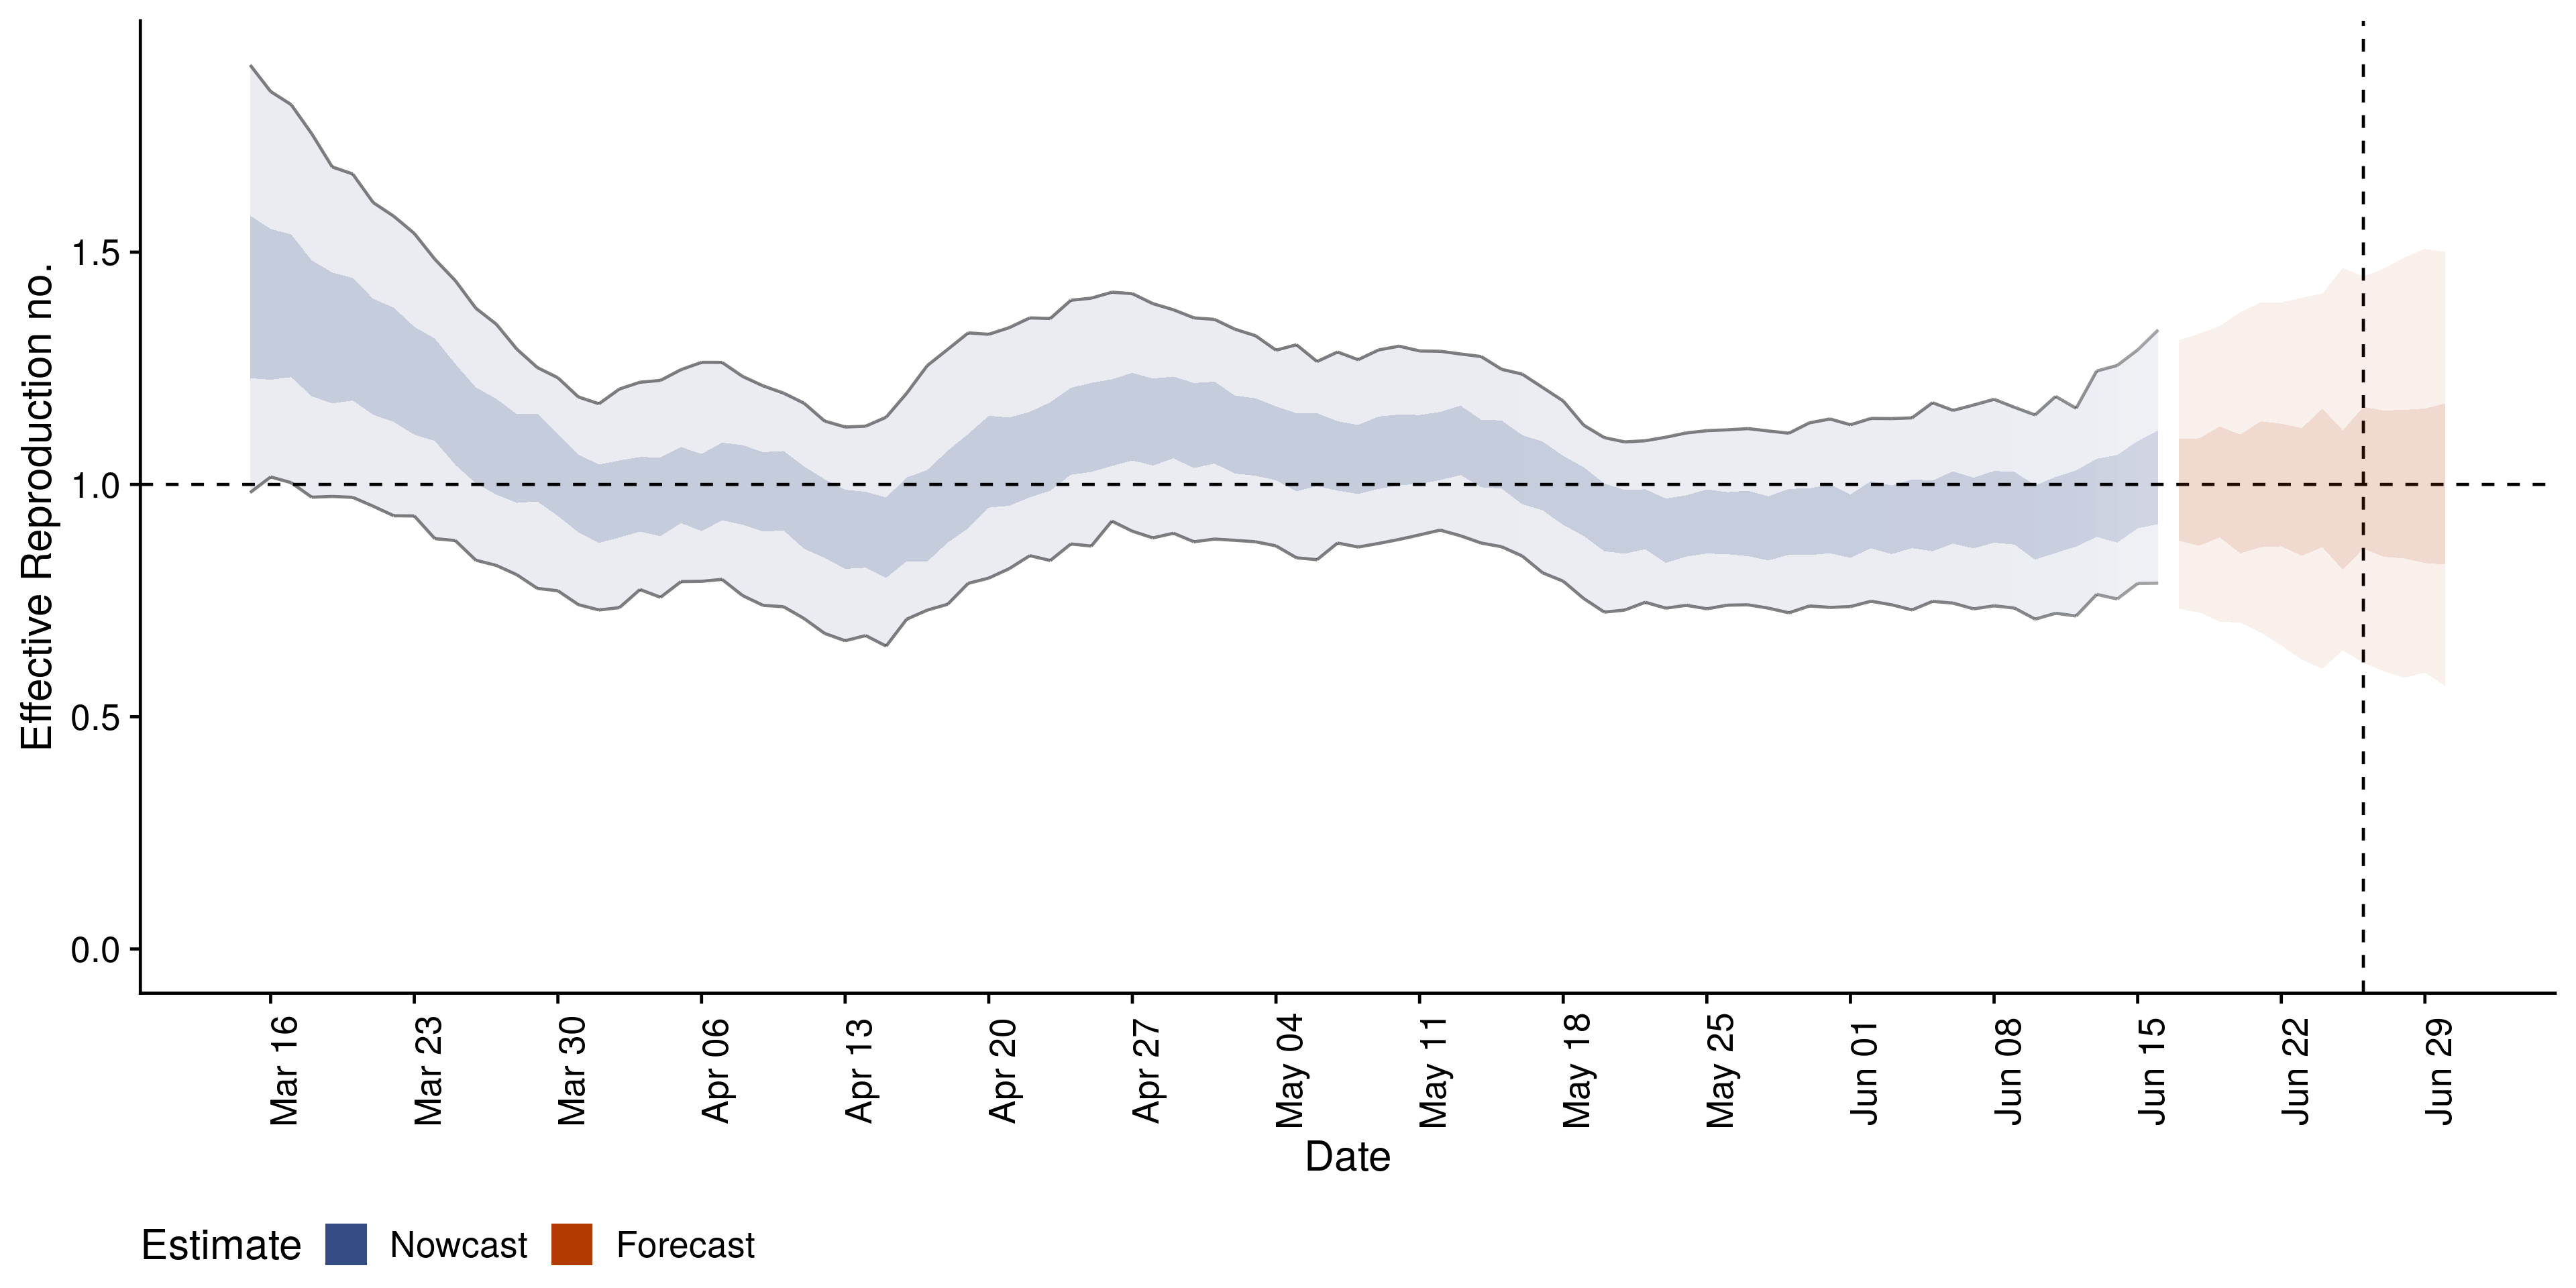 Effective Reproduction no.
1.5
1.0
0.5
0.0
Mar 16
Mar 23
Mar 30
Apr 06
Apr 13
Apr 20
Apr 27
May 04
May 11
May 18
May 25
Jun 01
Jun 08
Jun 15
Jun 22
Jun 29
Date
Estimate Nowcast Forecast